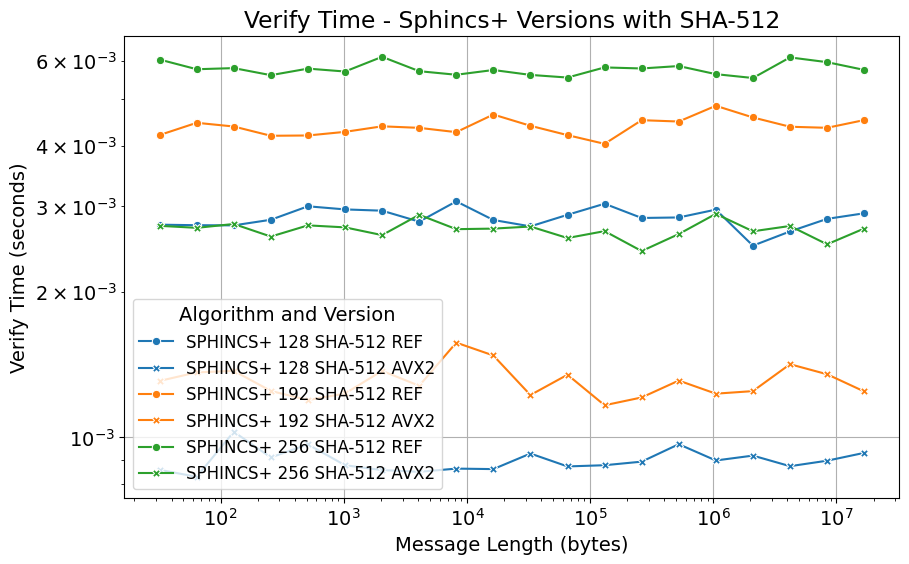 Verify Time - Sphincs+ Versions with SHA-512
Verify Time (seconds)
6 × 10⁻³
4 × 10⁻³
3 × 10⁻³
2 × 10⁻³
10⁻³
Algorithm and Version
SPHINCS+ 128 SHA-512 REF
SPHINCS+ 128 SHA-512 AVX2
SPHINCS+ 192 SHA-512 REF
SPHINCS+ 192 SHA-512 AVX2
SPHINCS+ 256 SHA-512 REF
SPHINCS+ 256 SHA-512 AVX2
10² 10³ 10⁴ 10⁵ 10⁶ 10⁷
Message Length (bytes)